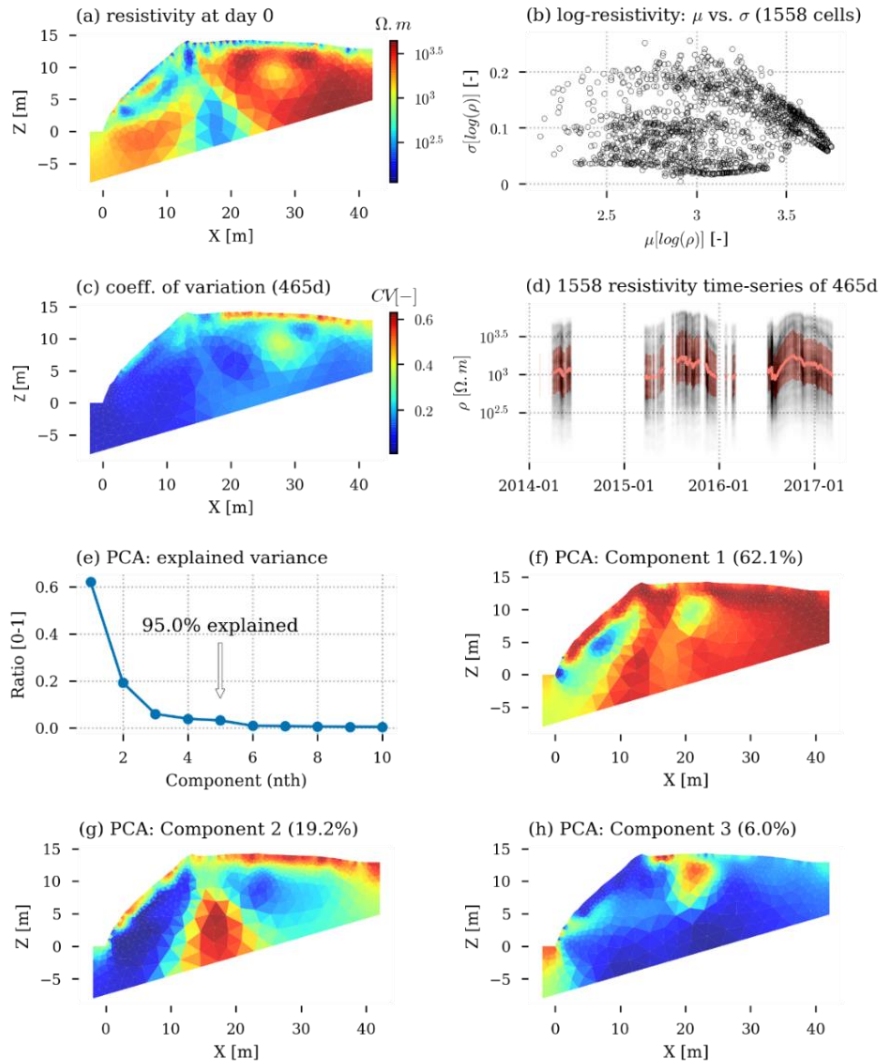 (a) resistivity at day 0
Ω.m
15
10
5
0
−5
Z [m]
0 10 20 30 40
X [m]
10^3.5
10^3
10^2.5
(b) log-resistivity: μ vs. σ (1558 cells)
0.2
0.1
0
σ[log(ρ)] [-]
2.5 3 3.5
μ[log(ρ)] [-]
(c) coeff. of variation (465d)
CV[−]
15
10
5
0
−5
Z [m]
0 10 20 30 40
X [m]
0.6
0.4
0.2
(d) 1558 resistivity time-series of 465d
10^3.5
10^3
10^2.5
ρ [Ω.m]
2014-01 2015-01 2016-01 2017-01
(e) PCA: explained variance
0.6
0.4
0.2
0.0
Ratio [0-1]
95.0% explained
2 4 6 8 10
Component (nth)
(f) PCA: Component 1 (62.1%)
15
10
5
0
−5
Z [m]
0 10 20 30 40
X [m]
(g) PCA: Component 2 (19.2%)
15
10
5
0
−5
Z [m]
0 10 20 30 40
X [m]
(h) PCA: Component 3 (6.0%)
15
10
5
0
−5
Z [m]
0 10 20 30 40
X [m]